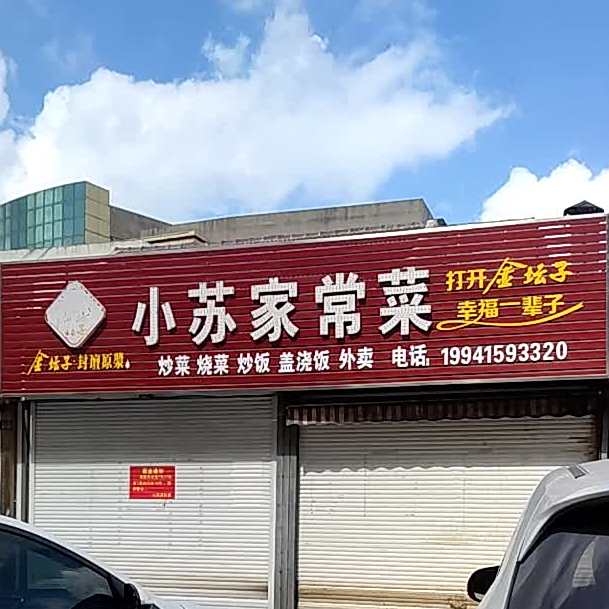 小苏家常菜
打开金坛子
幸福一辈子
金坛子·封坛原浆
炒菜 烧菜 炒饭 盖浇饭 外卖 电话 19941593320